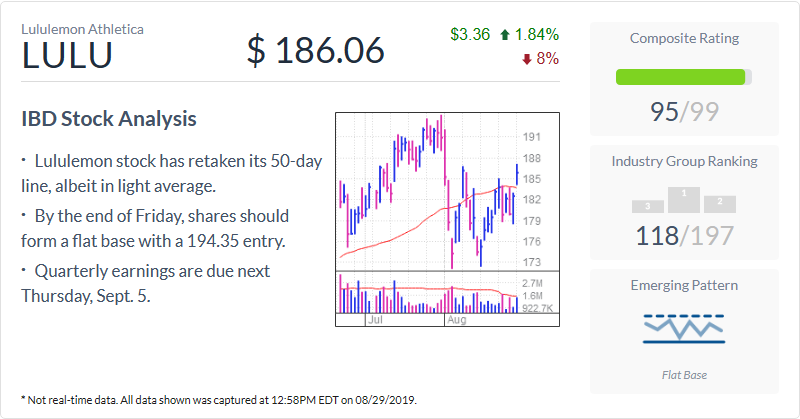 Lululemon Athletica
LULU
$ 186.06
$3.36 1.84%
8%
IBD Stock Analysis
· Lululemon stock has retaken its 50-day
line, albeit in light average.
· By the end of Friday, shares should
form a flat base with a 194.35 entry.
· Quarterly earnings are due next
Thursday, Sept. 5.
191
188
185
182
179
176
173
2.7M
1.6M
922.7K
Jul Aug
Composite Rating
95/99
Industry Group Ranking
3 1 2
118/197
Emerging Pattern
Flat Base
* Not real-time data. All data shown was captured at 12:58PM EDT on 08/29/2019.